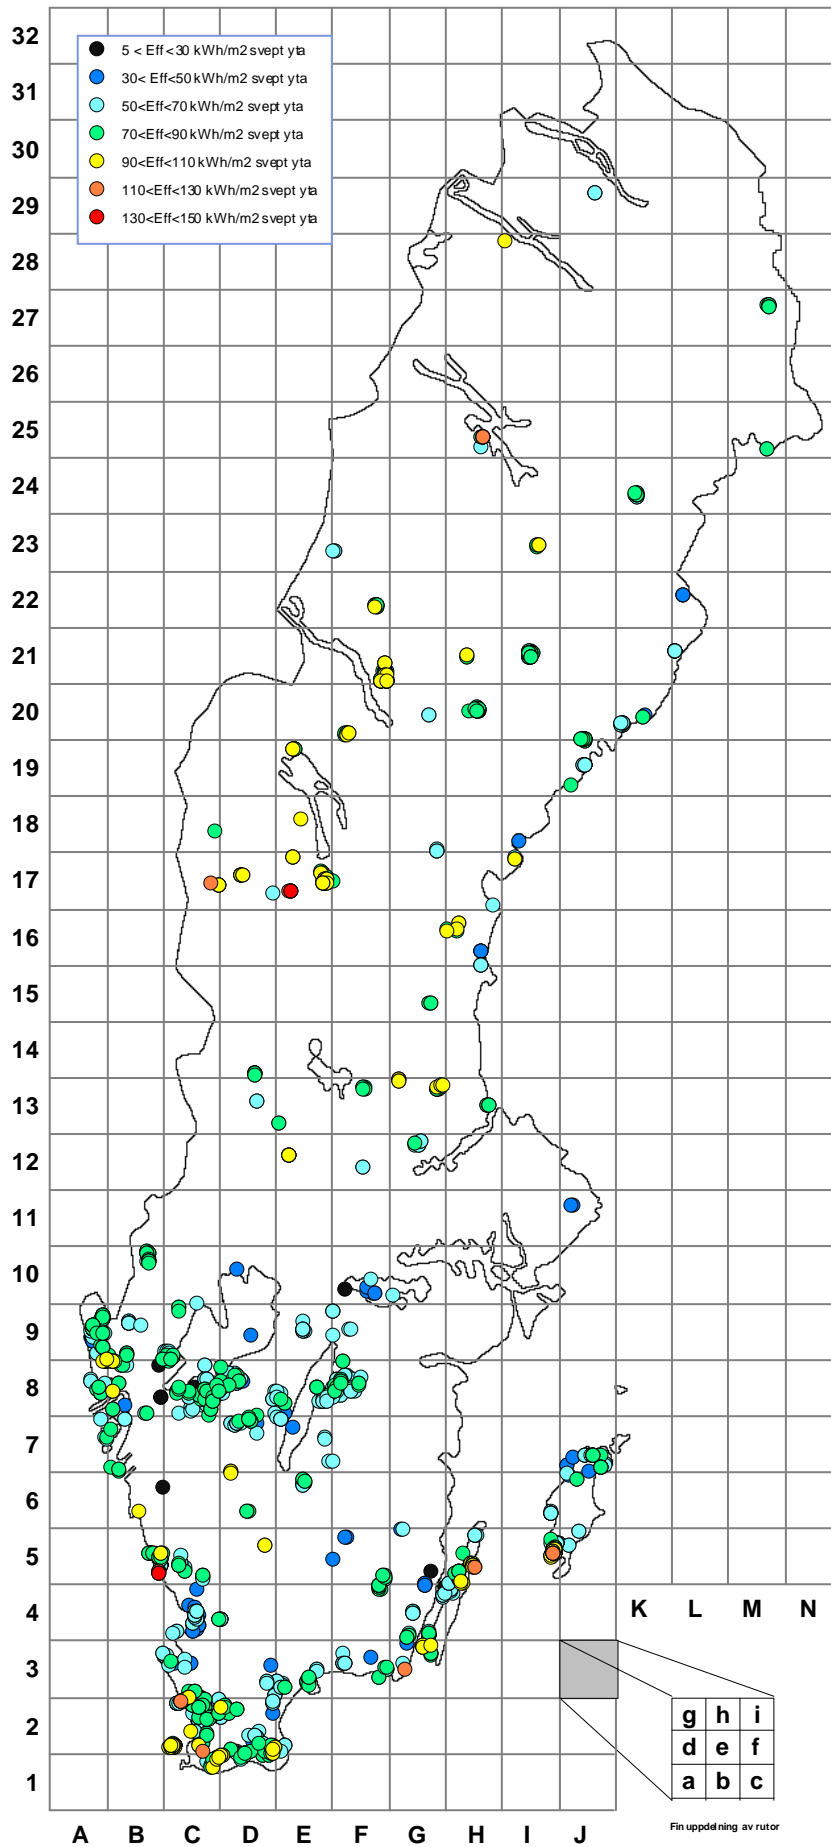 32
5 < Eff<30 kWh/m2 svept yta
30< Eff<50 kWh/m2 svept yta
31
50<Eff<70 kWh/m2 svept yta
70<Eff<90 kWh/m2 svept yta
30
90<Eff<110 kWh/m2 svept yta
110<Eff<130 kWh/m2 svept yta
29
130<Eff<150 kWh/m2 svept yta
28
27
26
25
24
23
22
21
20
19
18
17
16
15
14
13
12
11
10
9
8
7
6
5
4
K L M N
3
g h i
2
d e f
1
a b c
Finuppdelning av rutor
A B C D E F G H I J